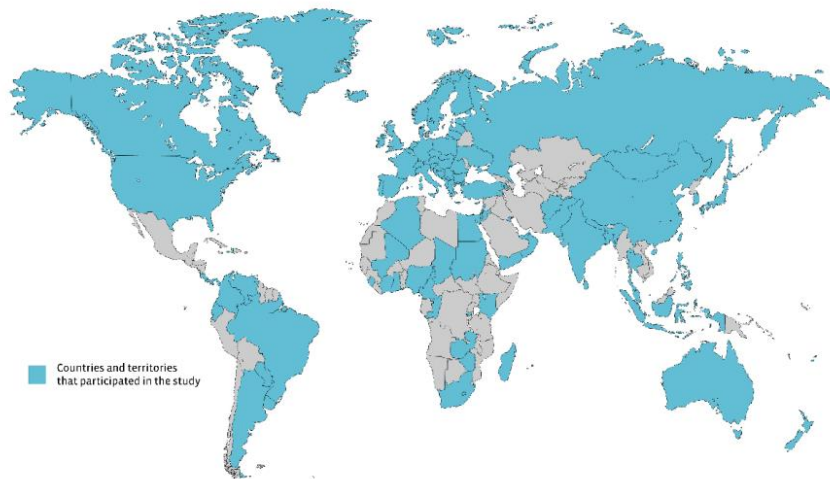 Countries and territories
that participated in the study